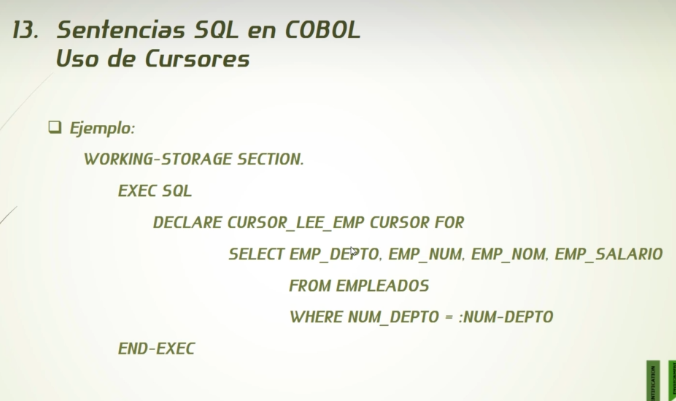 13. Sentencias SQL en COBOL
Uso de Cursores
Ejemplo:
WORKING-STORAGE SECTION.
EXEC SQL
DECLARE CURSOR_LEE_EMP CURSOR FOR
SELECT EMP_DEPTO, EMP_NUM, EMP_NOM, EMP_SALARIO
FROM EMPLEADOS
WHERE NUM_DEPTO = :NUM-DEPTO
END-EXEC